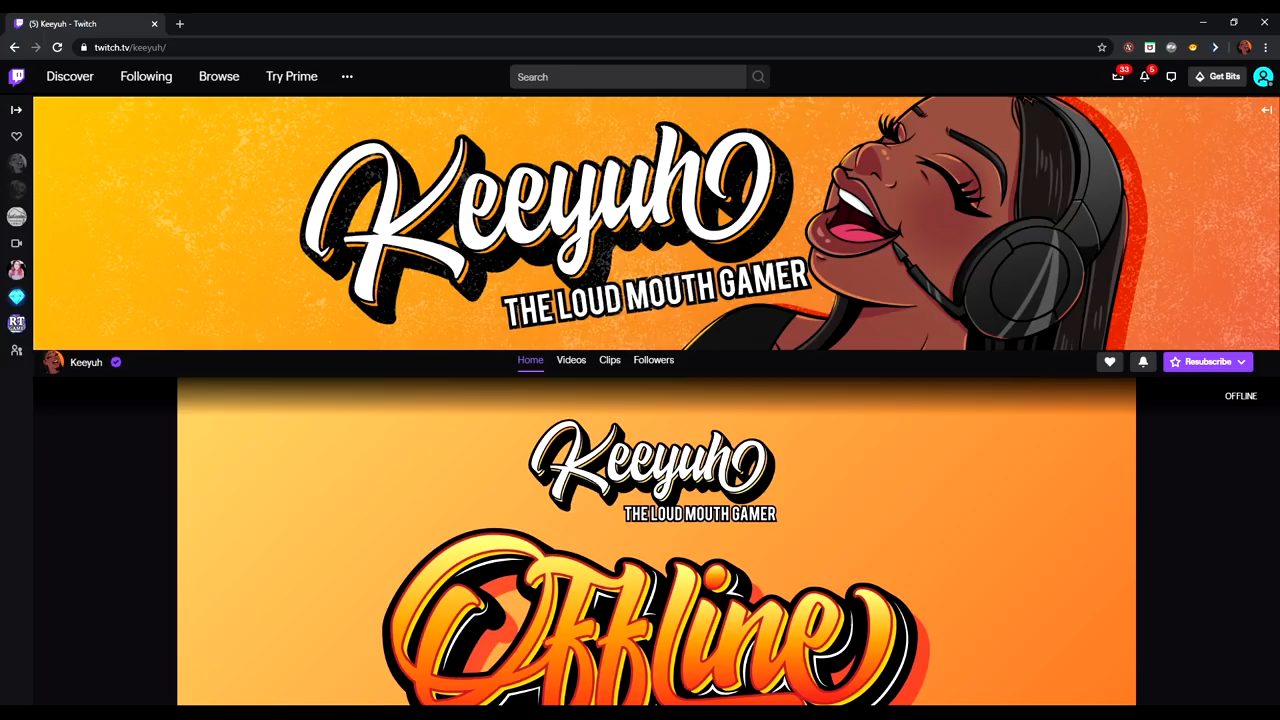 (5) Keeyuh - Twitch
twitch.tv/keeyuh/
Discover Following Browse Try Prime Search 33 5 Get Bits
Keeyuh
THE LOUD MOUTH GAMER
Keeyuh Home Videos Clips Followers Resubscribe
OFFLINE
Keeyuh
THE LOUD MOUTH GAMER
Offline